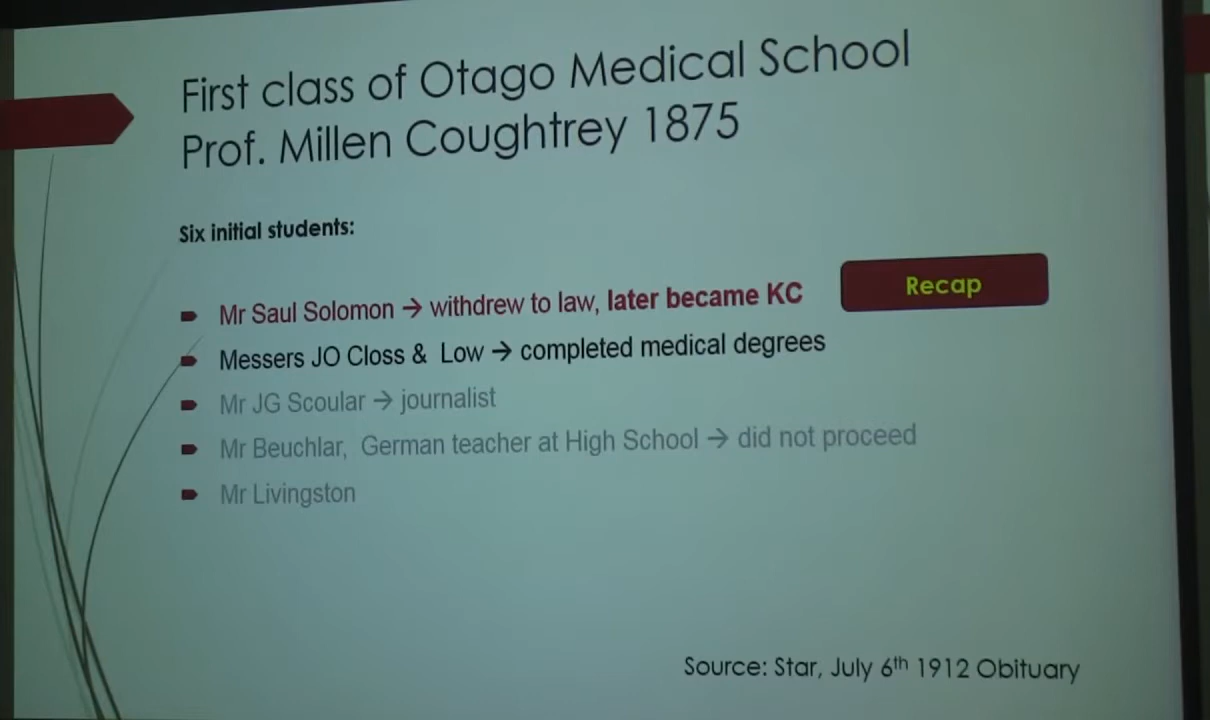 First class of Otago Medical School
Prof. Millen Coughtrey 1875
Six initial students:
Mr Saul Solomon → withdrew to law, later became KC
Recap
Messers JO Closs & Low → completed medical degrees
Mr JG Scoular → journalist
Mr Beuchlar, German teacher at High School → did not proceed
Mr Livingston
Source: Star, July 6th 1912 Obituary